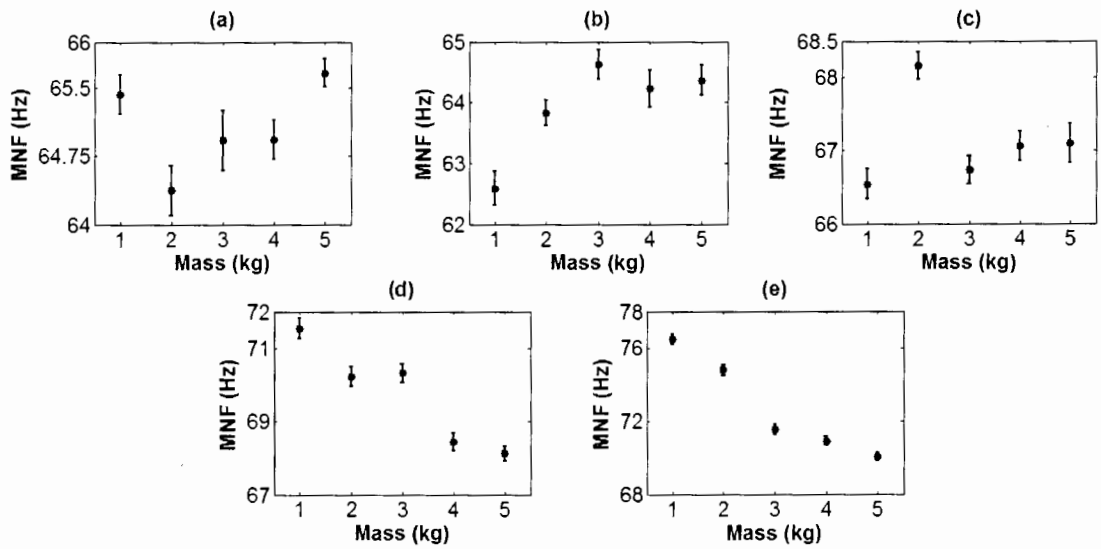 (a)
MNF (Hz)
66
65.5
64.75
64
1 2 3 4 5
Mass (kg)
(b)
MNF (Hz)
65
64
63
62
1 2 3 4 5
Mass (kg)
(c)
MNF (Hz)
68.5
68
67
66
1 2 3 4 5
Mass (kg)
(d)
MNF (Hz)
72
71
69
67
1 2 3 4 5
Mass (kg)
(e)
MNF (Hz)
78
76
72
68
1 2 3 4 5
Mass (kg)